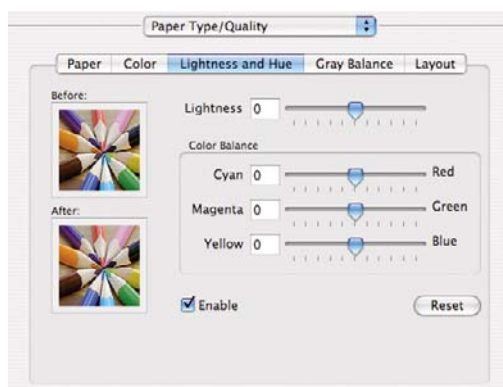 Paper Type/Quality
Paper Color Lightness and Hue Gray Balance Layout
Before:
Lightness 0
Color Balance
Cyan 0 Red
Magenta 0 Green
After:
Yellow 0 Blue
Enable Reset